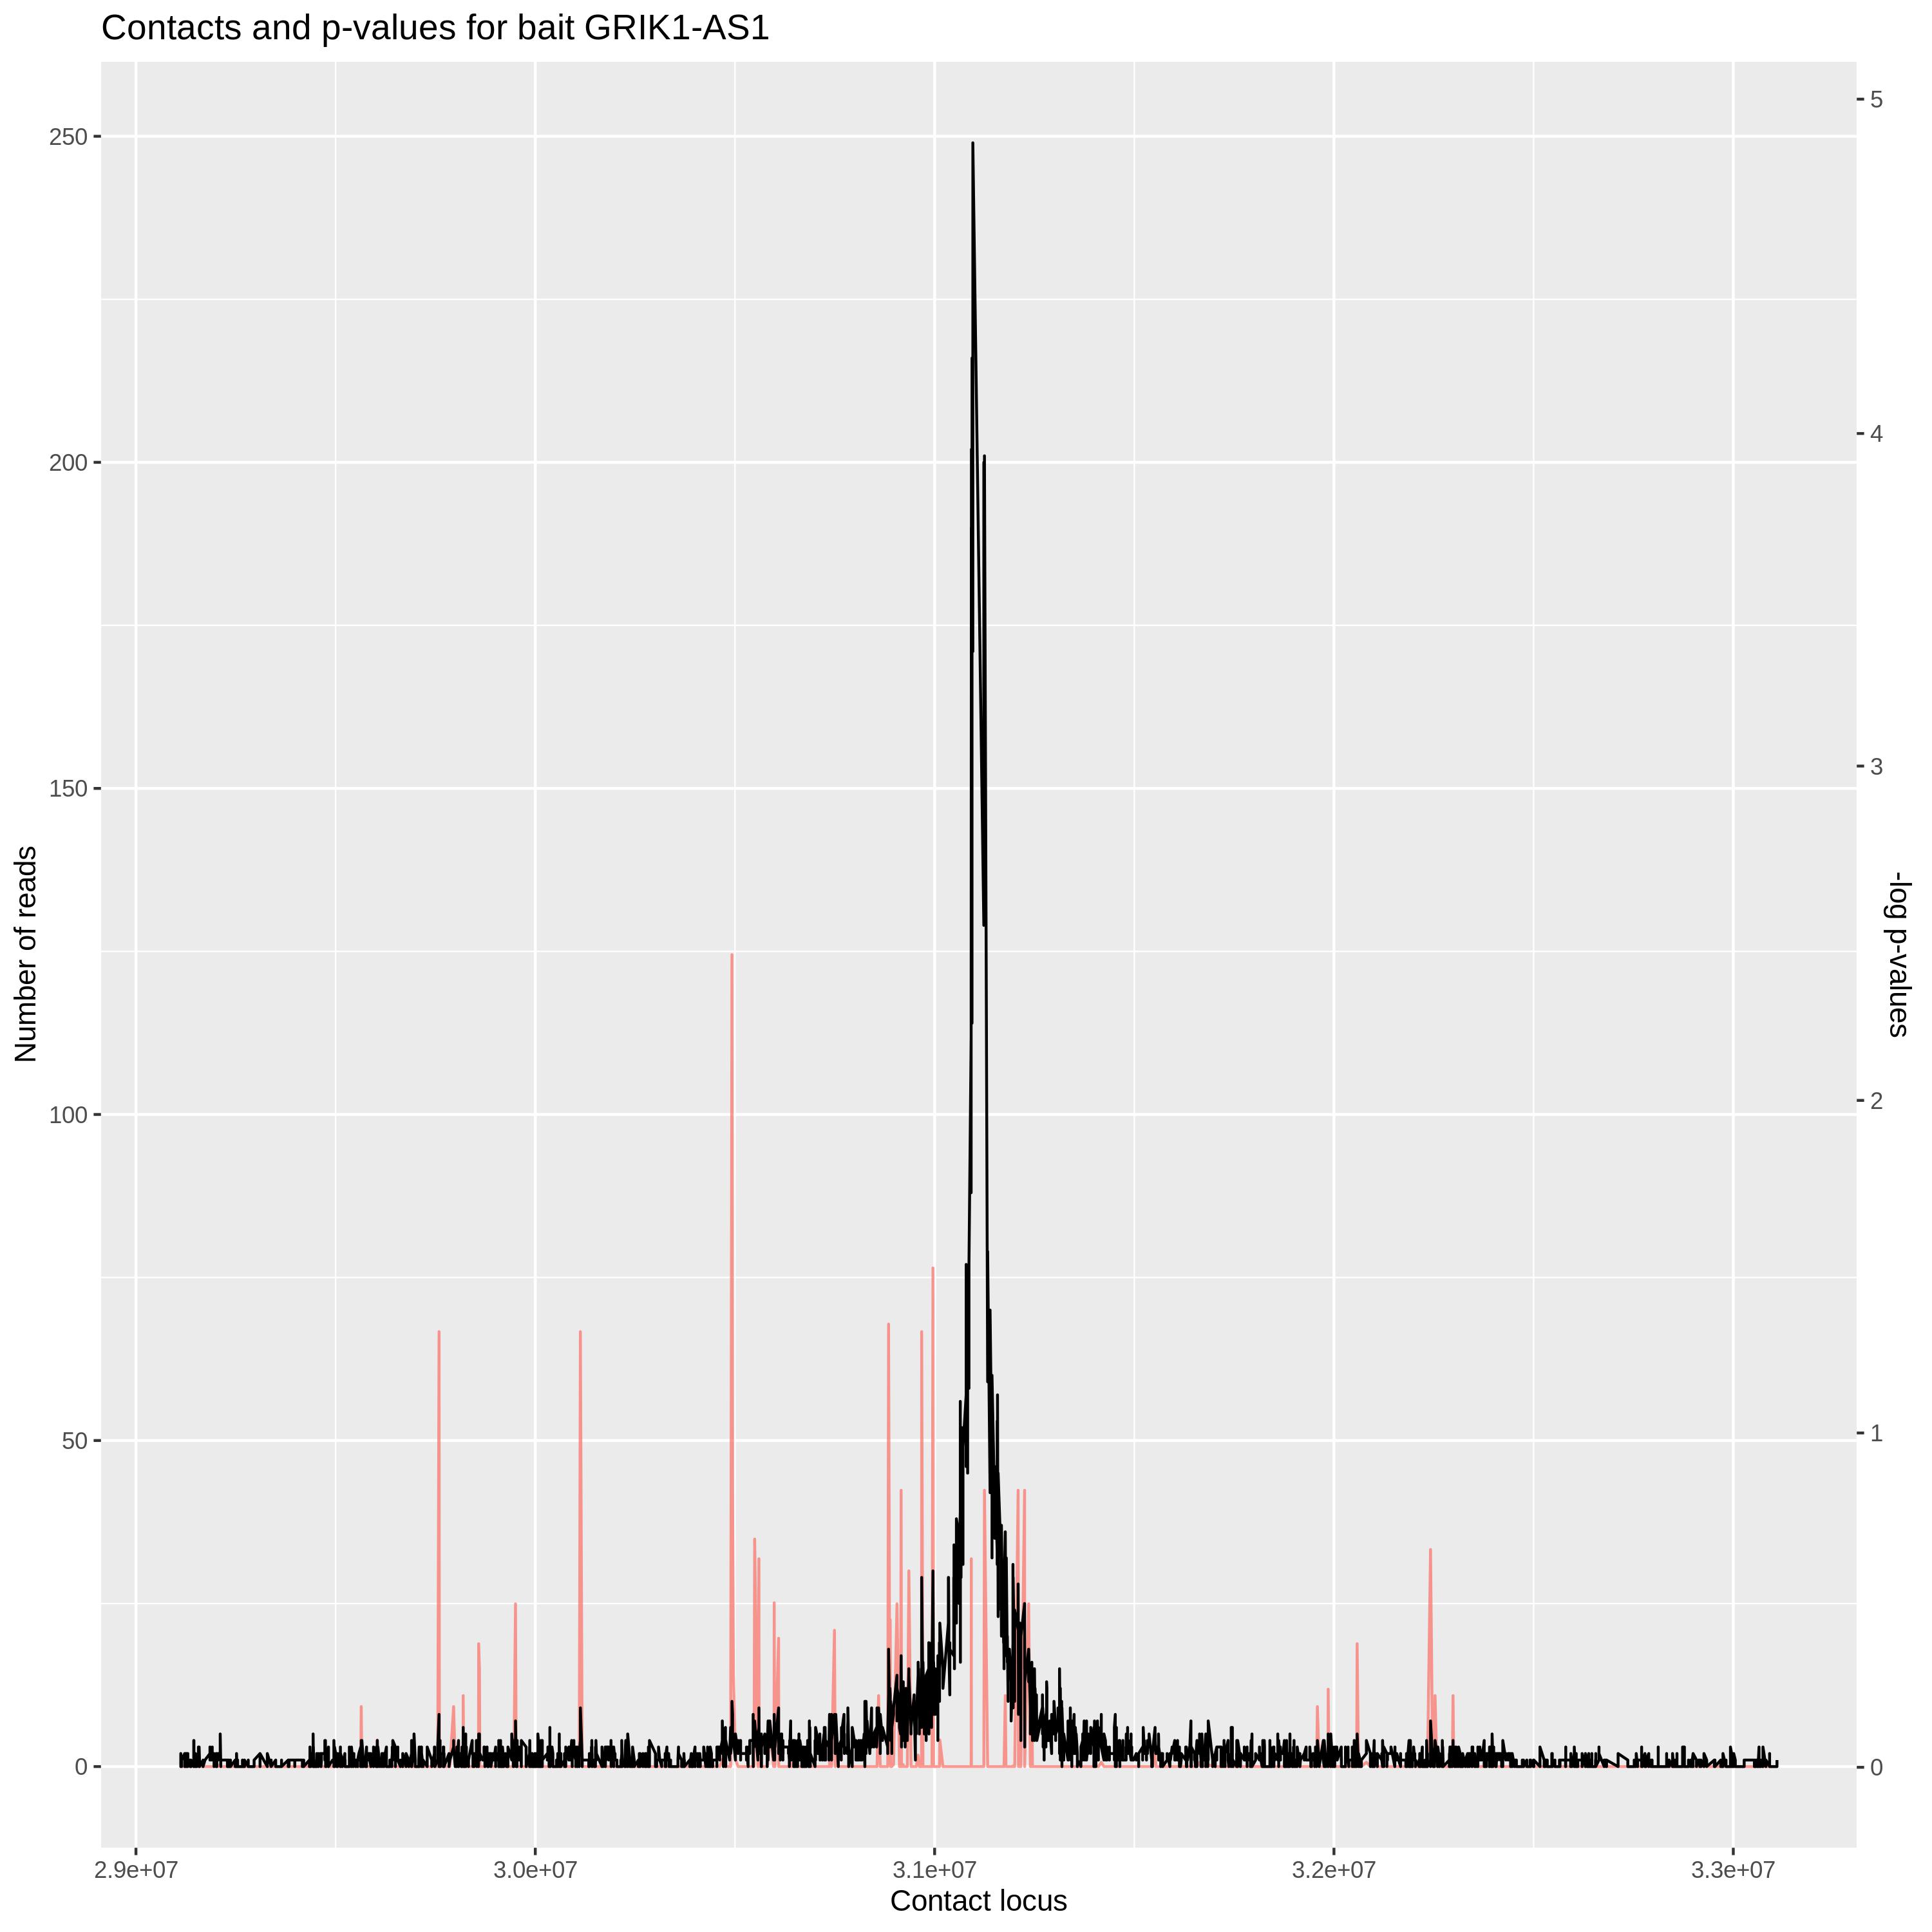 Contacts and p-values for bait GRIK1-AS1
250
200
150
100
50
0
Number of reads
5
4
3
2
1
0
-log p-values
2.9e+07
3.0e+07
3.1e+07
3.2e+07
3.3e+07
Contact locus